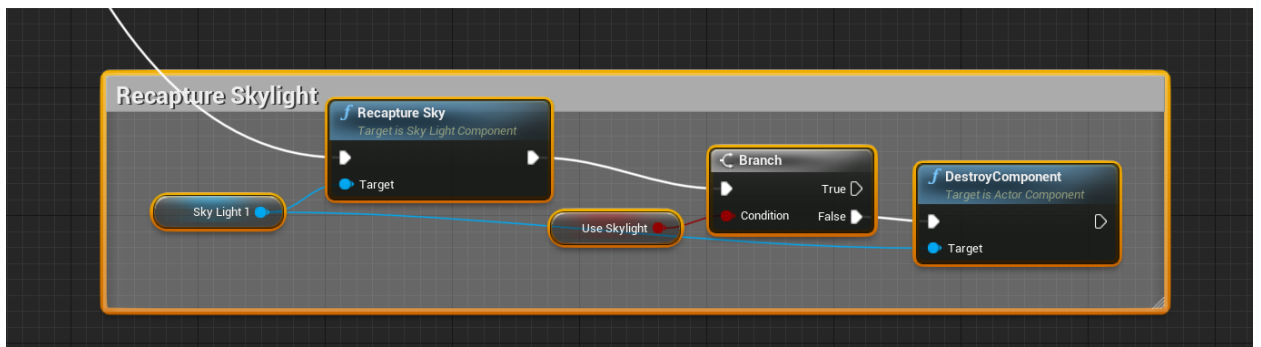 Recapture Skylight
f Recapture Sky
Target is Sky Light Component
Target
Sky Light 1
Use Skylight
Branch
True
Condition
False
f DestroyComponent
Target is Actor Component
Target